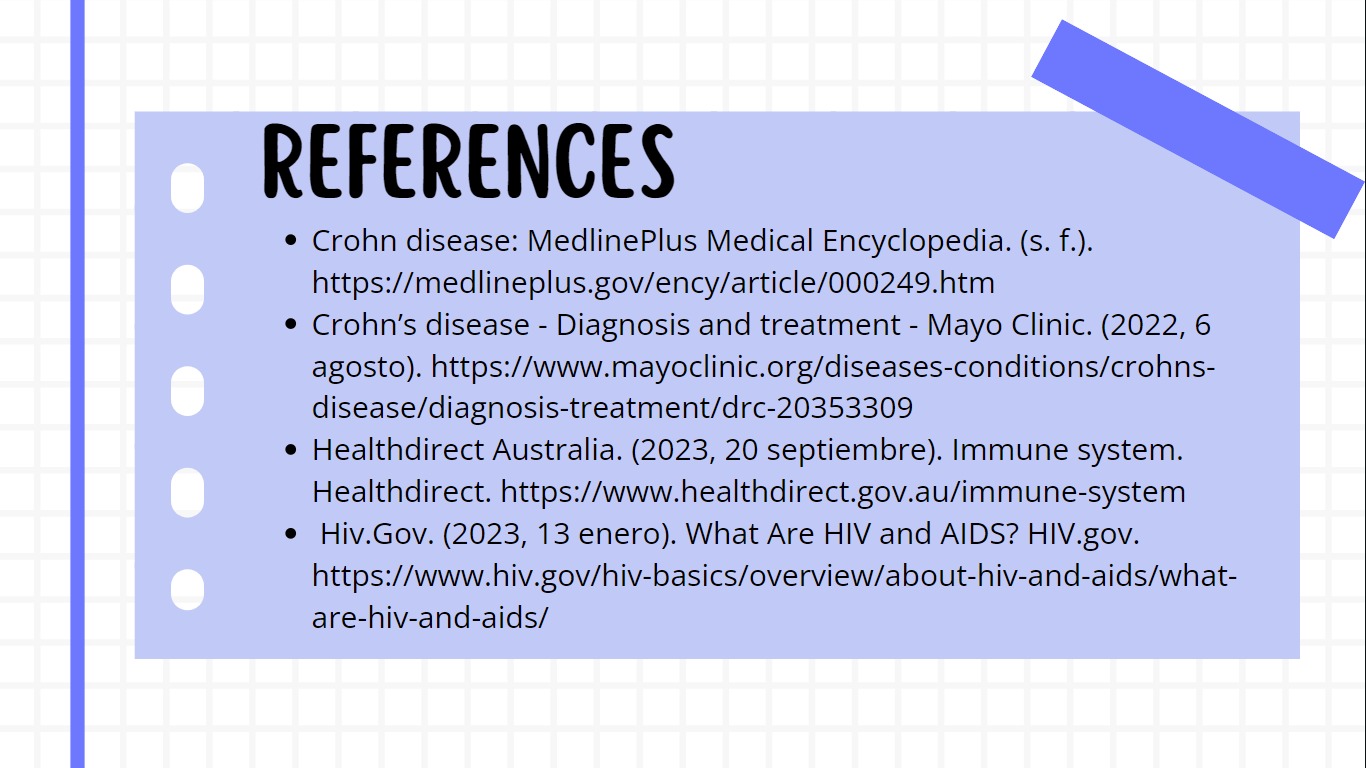 REFERENCES
• Crohn disease: MedlinePlus Medical Encyclopedia. (s. f.).
https://medlineplus.gov/ency/article/000249.htm
• Crohn’s disease - Diagnosis and treatment - Mayo Clinic. (2022, 6
agosto). https://www.mayoclinic.org/diseases-conditions/crohns-
disease/diagnosis-treatment/drc-20353309
• Healthdirect Australia. (2023, 20 septiembre). Immune system.
Healthdirect. https://www.healthdirect.gov.au/immune-system
• Hiv.Gov. (2023, 13 enero). What Are HIV and AIDS? HIV.gov.
https://www.hiv.gov/hiv-basics/overview/about-hiv-and-aids/what-
are-hiv-and-aids/